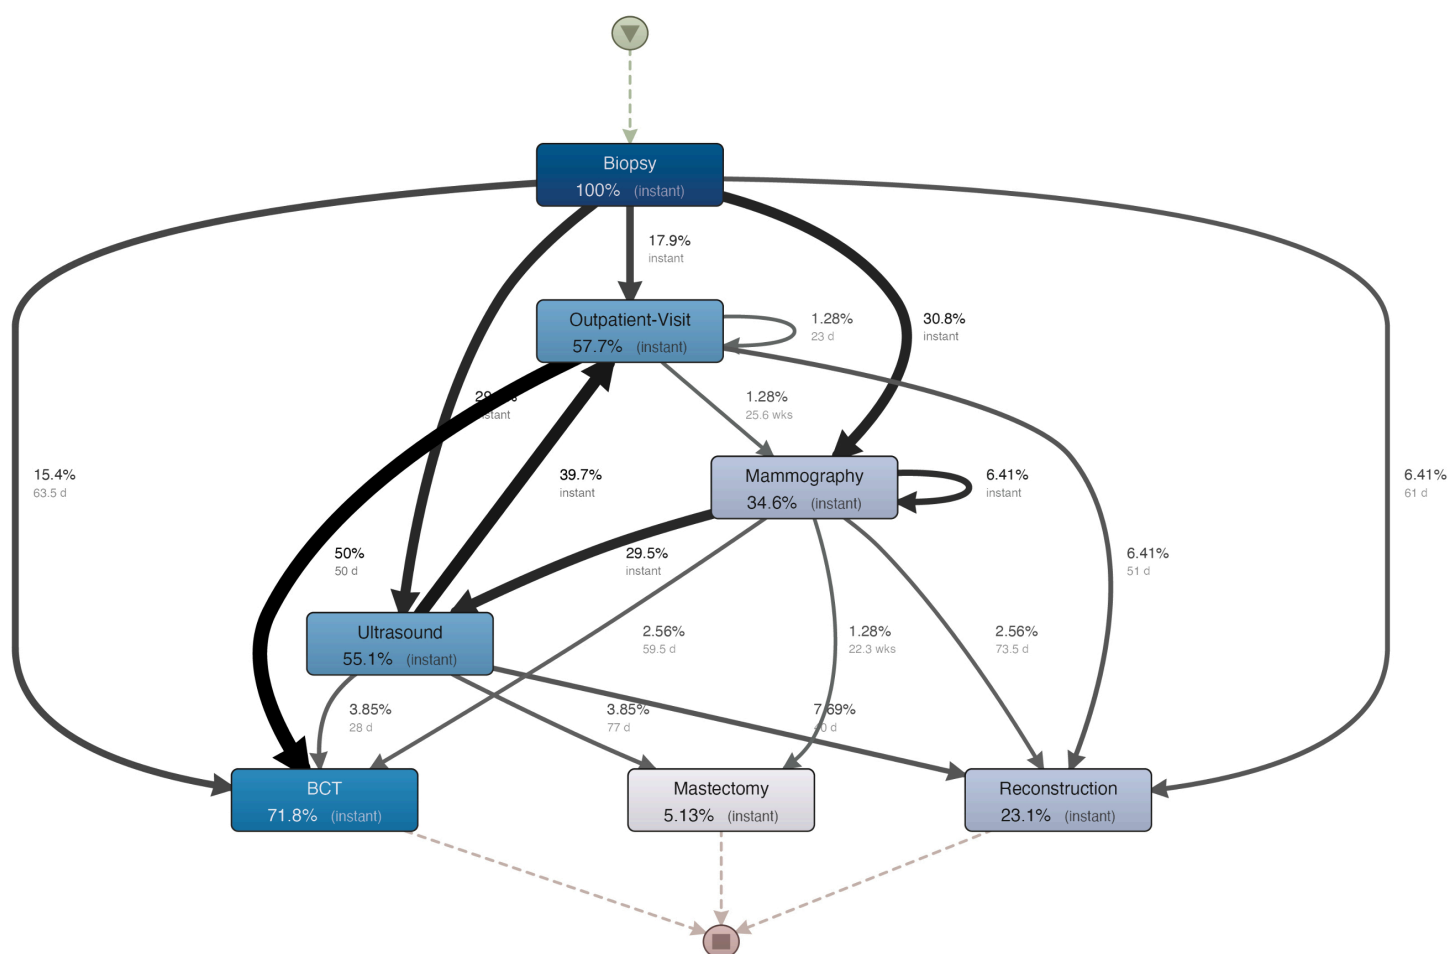 Biopsy
100% (instant)
17.9%
instant
Outpatient-Visit
57.7% (instant)
1.28%
23 d
30.8%
instant
1.28%
25.6 wks
15.4%
63.5 d
39.7%
instant
Mammography
34.6% (instant)
6.41%
instant
6.41%
61 d
50%
50 d
29.5%
instant
6.41%
51 d
Ultrasound
55.1% (instant)
2.56%
59.5 d
1.28%
22.3 wks
2.56%
73.5 d
3.85%
28 d
3.85%
77 d
7.69%
BCT
71.8% (instant)
Mastectomy
5.13% (instant)
Reconstruction
23.1% (instant)